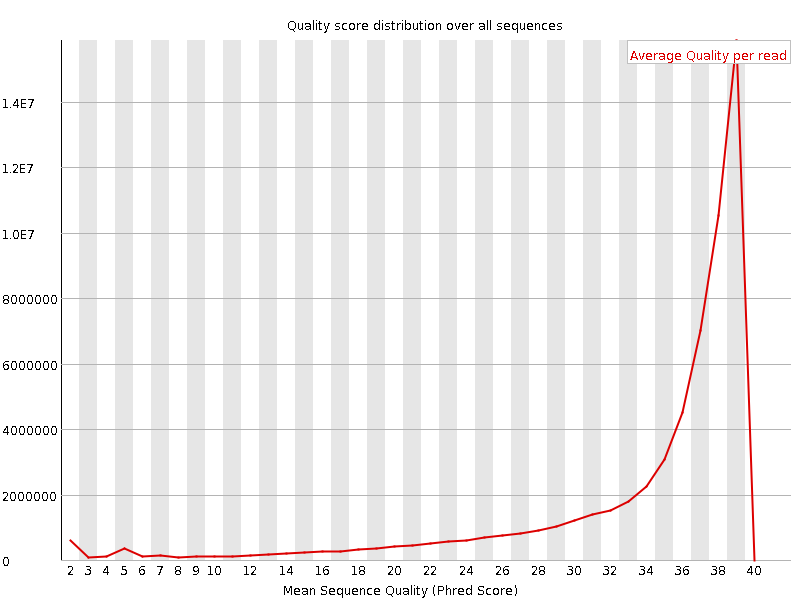 Quality score distribution over all sequences
Average Quality per read
1.4E7
1.2E7
1.0E7
8000000
6000000
4000000
2000000
0
2 3 4 5 6 7 8 9 10 12 14 16 18 20 22 24 26 28 30 32 34 36 38 40
Mean Sequence Quality (Phred Score)